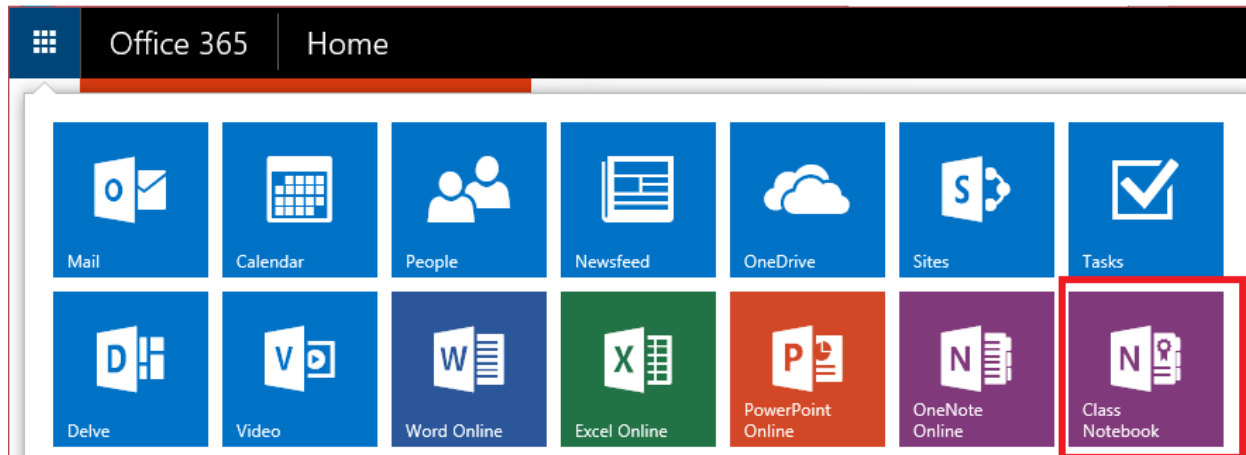 Office 365 Home
Mail Calendar People Newsfeed OneDrive Sites Tasks
O S
D V W X P N N
PowerPoint OneNote Class
Delve Video Word Online Excel Online Online Online Notebook